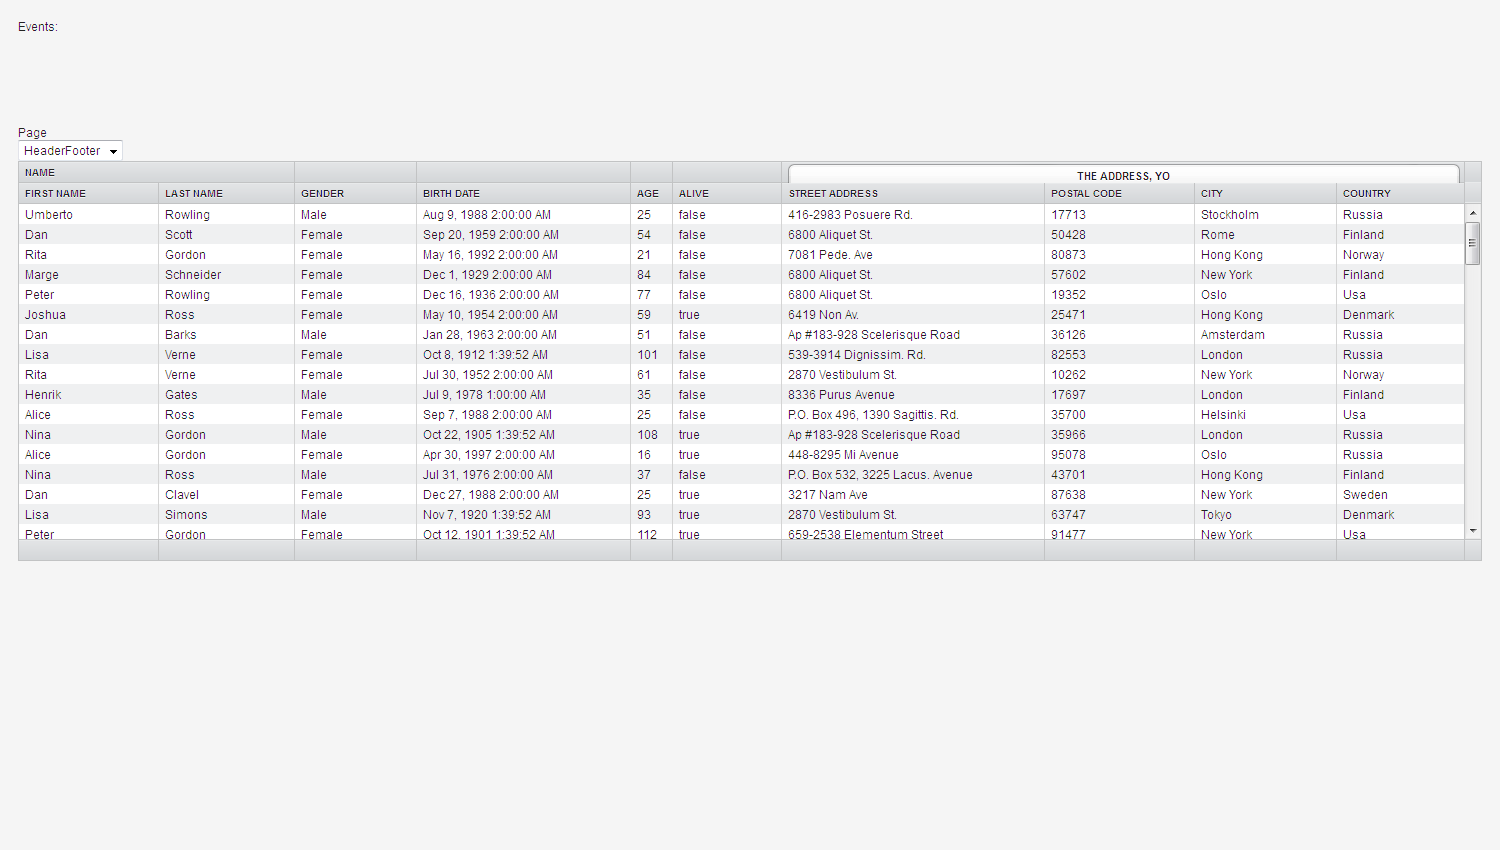 Events:
Page
HeaderFooter
NAME THE ADDRESS, YO
FIRST NAME LAST NAME GENDER BIRTH DATE AGE ALIVE STREET ADDRESS POSTAL CODE CITY COUNTRY
Umberto Rowling Male Aug 9, 1988 2:00:00 AM 25 false 416-2983 Posuere Rd. 17713 Stockholm Russia
Dan Scott Female Sep 20, 1959 2:00:00 AM 54 false 6800 Aliquet St. 50428 Rome Finland
Rita Gordon Female May 16, 1992 2:00:00 AM 21 false 7081 Pede. Ave 80873 Hong Kong Norway
Marge Schneider Female Dec 1, 1929 2:00:00 AM 84 false 6800 Aliquet St. 57602 New York Finland
Peter Rowling Female Dec 16, 1936 2:00:00 AM 77 false 6800 Aliquet St. 19352 Oslo Usa
Joshua Ross Female May 10, 1954 2:00:00 AM 59 true 6419 Non Av. 25471 Hong Kong Denmark
Dan Barks Male Jan 28, 1963 2:00:00 AM 51 false Ap #183-928 Scelerisque Road 36126 Amsterdam Russia
Lisa Verne Female Oct 8, 1912 1:39:52 AM 101 false 539-3914 Dignissim. Rd. 82553 London Russia
Rita Verne Female Jul 30, 1952 2:00:00 AM 61 false 2870 Vestibulum St. 10262 New York Norway
Henrik Gates Male Jul 9, 1978 1:00:00 AM 35 false 8336 Purus Avenue 17697 London Finland
Alice Ross Female Sep 7, 1988 2:00:00 AM 25 false P.O. Box 496, 1390 Sagittis. Rd. 35700 Helsinki Usa
Nina Gordon Male Oct 22, 1905 1:39:52 AM 108 true Ap #183-928 Scelerisque Road 35966 London Russia
Alice Gordon Female Apr 30, 1997 2:00:00 AM 16 true 448-8295 Mi Avenue 95078 Oslo Russia
Nina Ross Male Jul 31, 1976 2:00:00 AM 37 false P.O. Box 532, 3225 Lacus. Avenue 43701 Hong Kong Finland
Dan Clavel Female Dec 27, 1988 2:00:00 AM 25 true 3217 Nam Ave 87638 New York Sweden
Lisa Simons Male Nov 7, 1920 1:39:52 AM 93 true 2870 Vestibulum St. 63747 Tokyo Denmark
Peter Gordon Female Oct 12, 1901 1:39:52 AM 112 true 659-2538 Elementum Street 91477 New York Usa